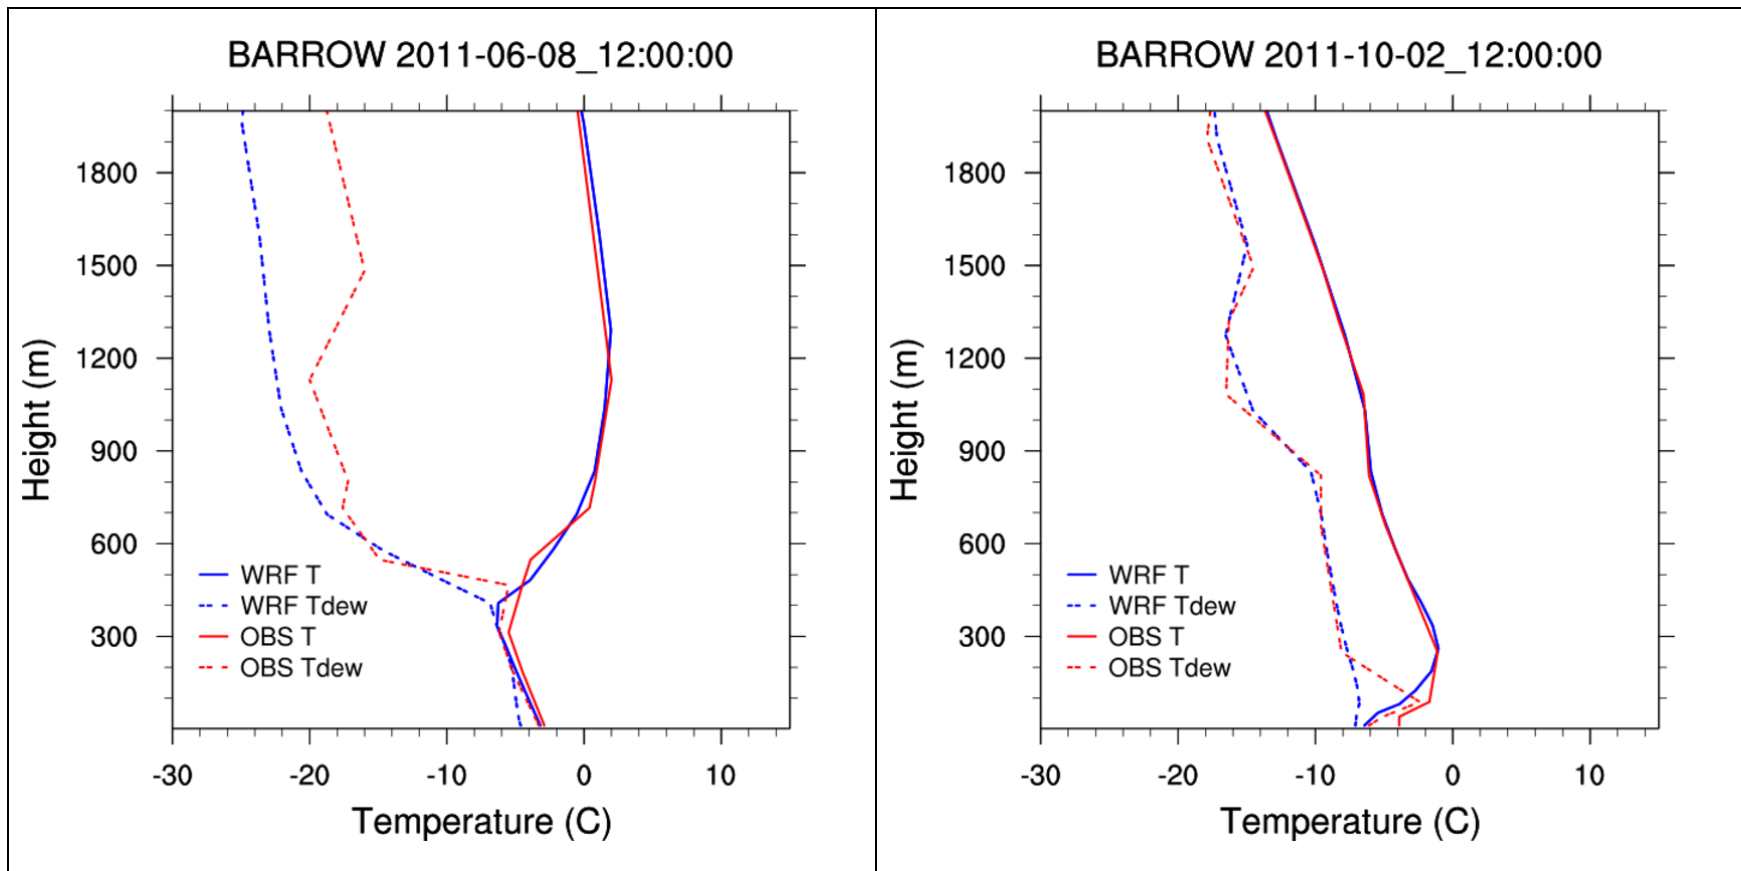 BARROW 2011-06-08_12:00:00
1800
1500
1200
900
600
300
Height (m)
WRF T
WRF Tdew
OBS T
OBS Tdew
-30 -20 -10 0 10
Temperature (C)
BARROW 2011-10-02_12:00:00
1800
1500
1200
900
600
300
Height (m)
WRF T
WRF Tdew
OBS T
OBS Tdew
-30 -20 -10 0 10
Temperature (C)